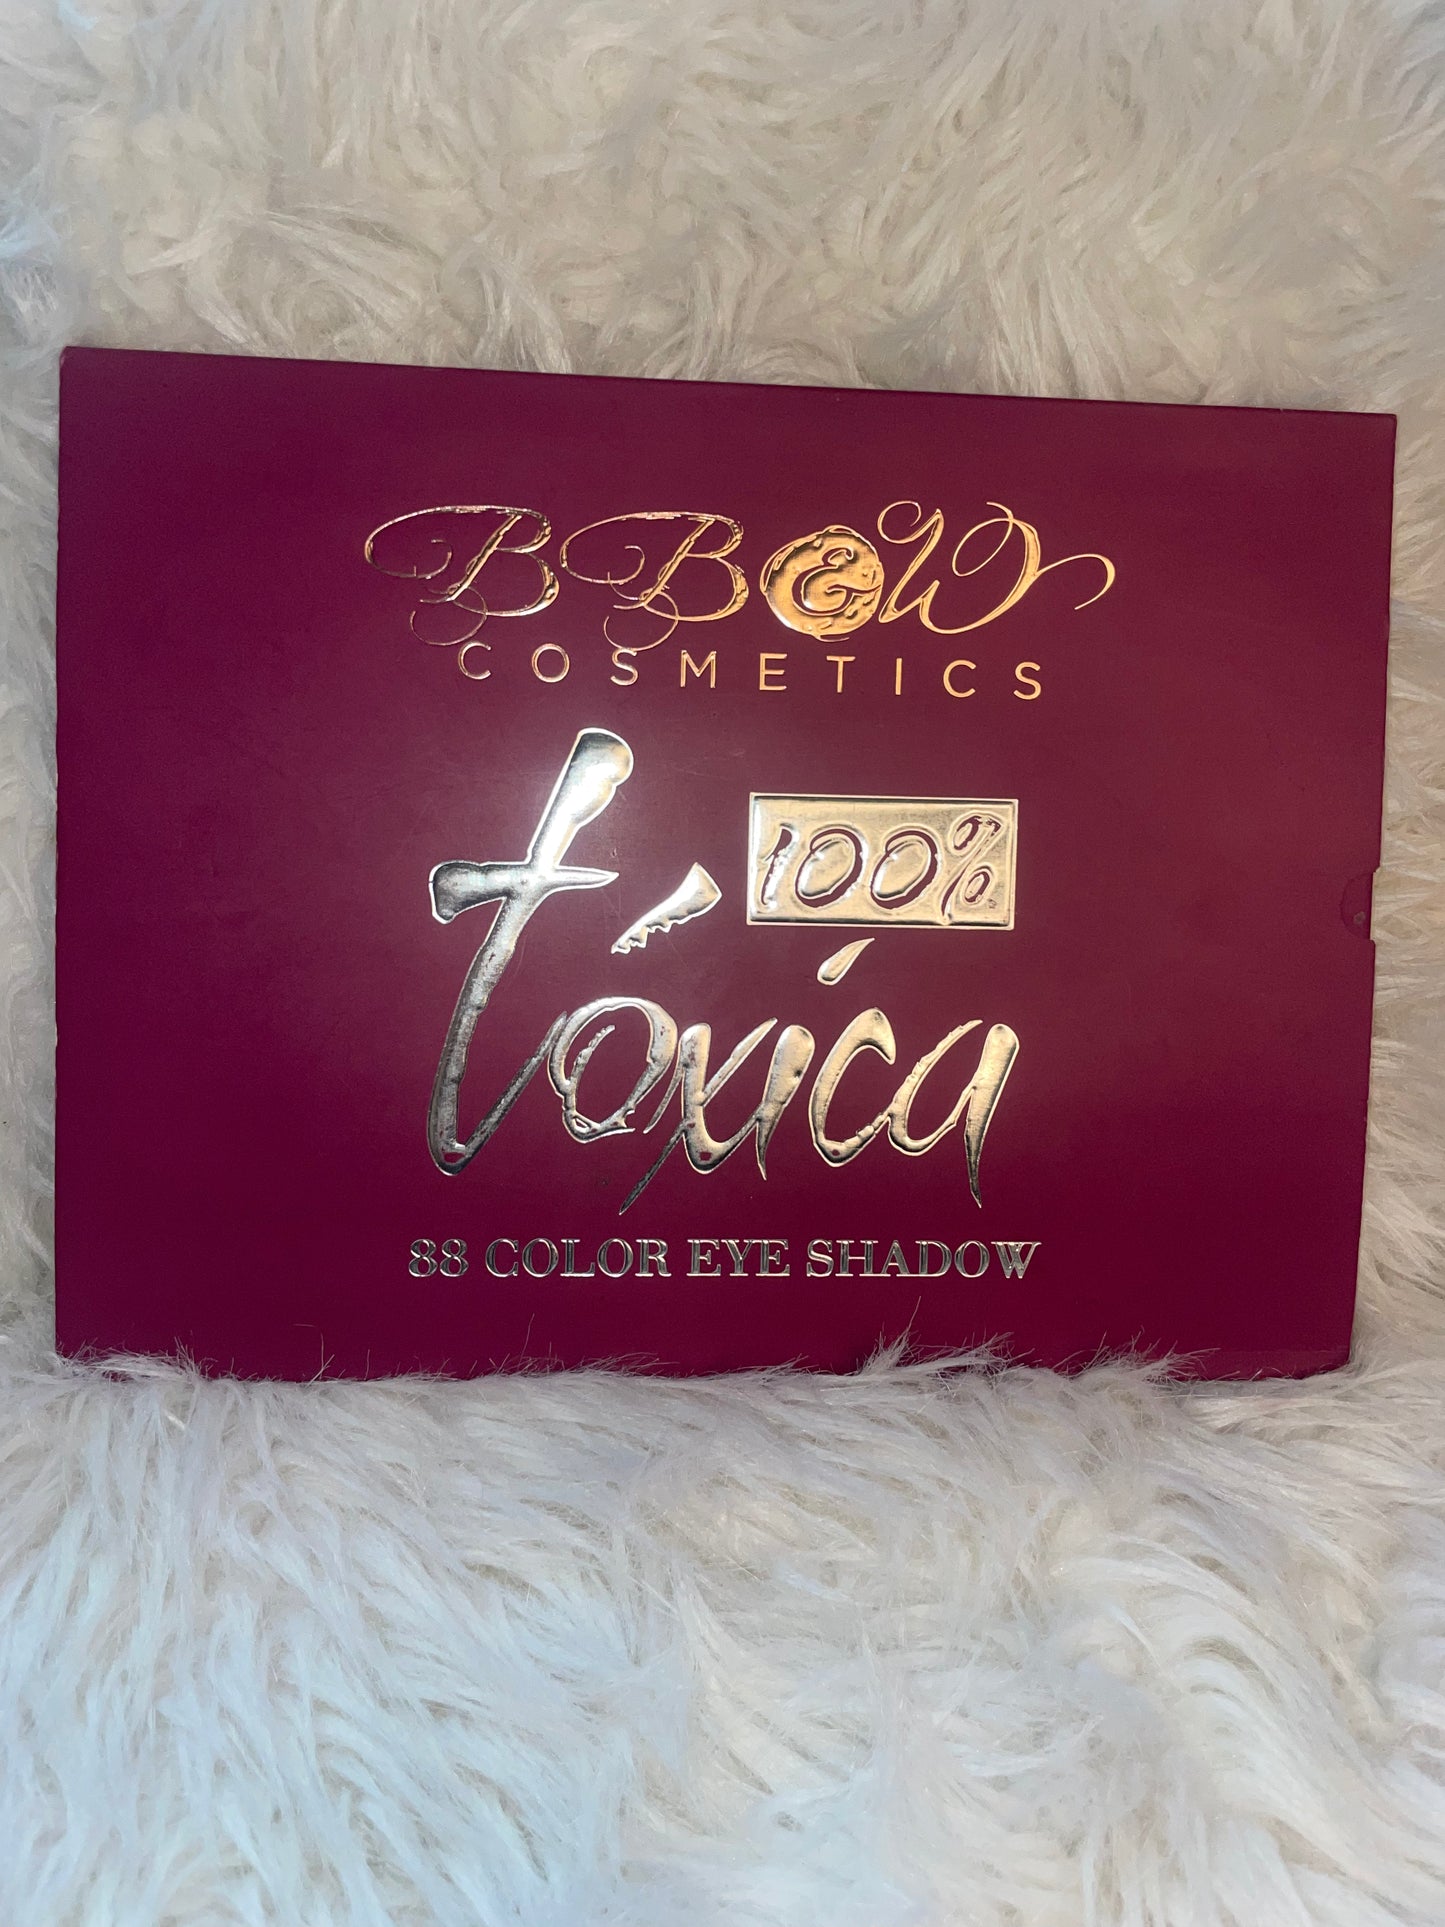 BB&W
COSMETICS
100%
tóxica
88 COLOR EYE SHADOW